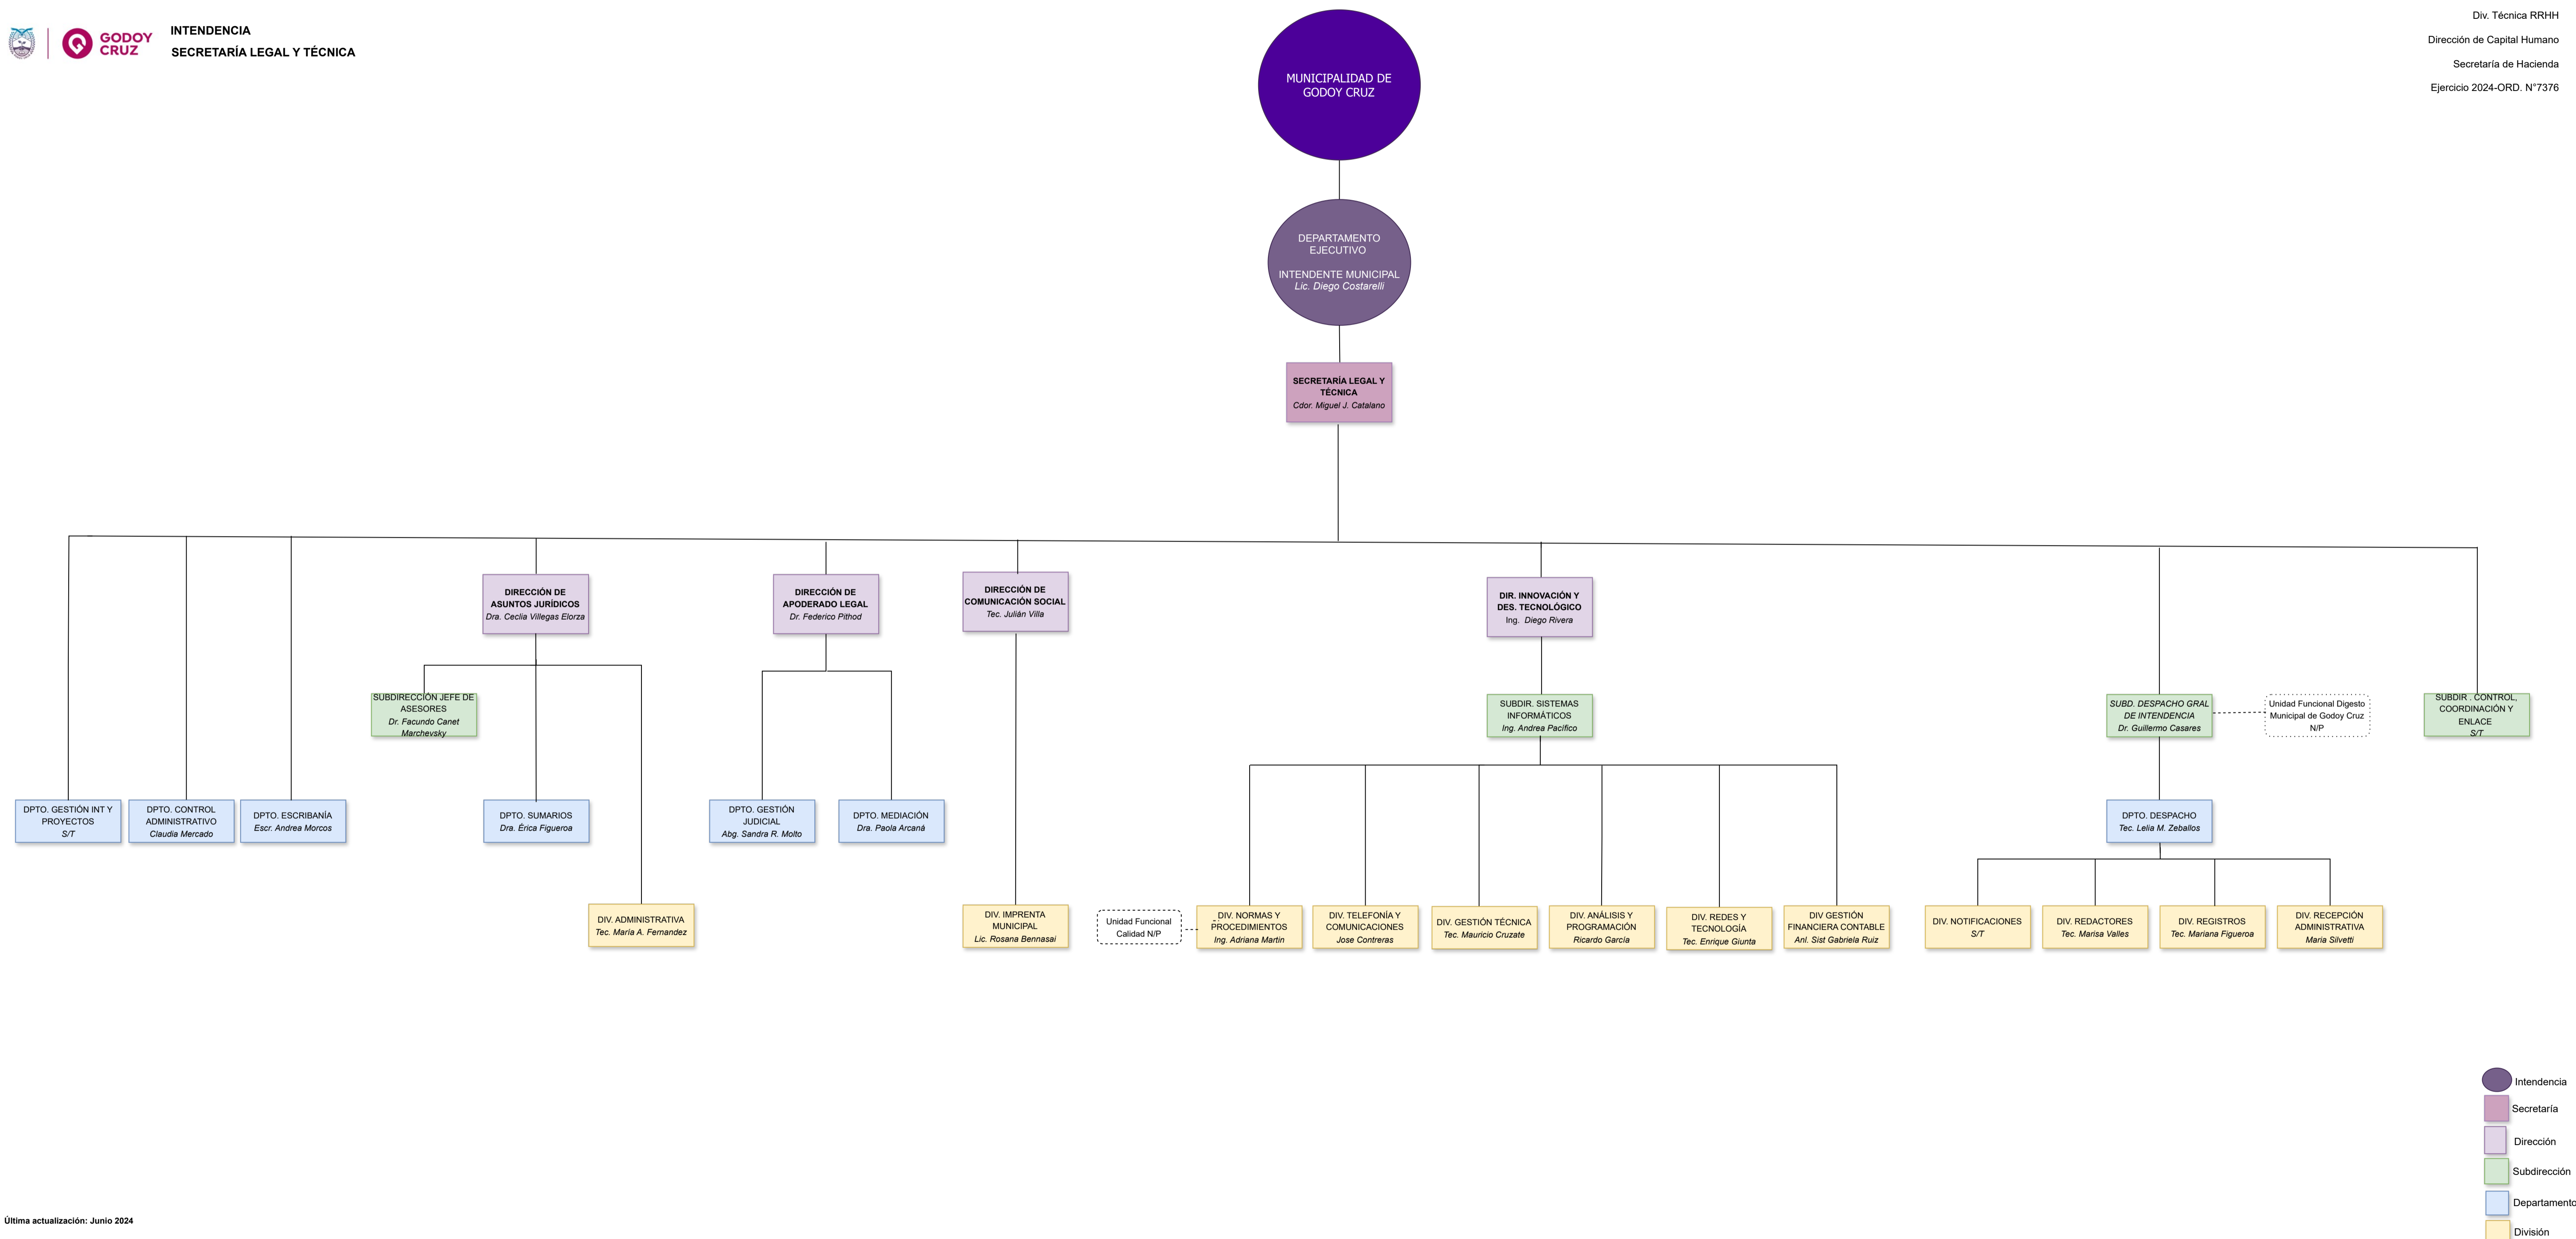 GODOY
CRUZ
INTENDENCIA
SECRETARÍA LEGAL Y TÉCNICA
Div. Técnica RRHH
Dirección de Capital Humano
Secretaría de Hacienda
Ejercicio 2024-ORD. N°7376
MUNICIPALIDAD DE
GODOY CRUZ
DEPARTAMENTO
EJECUTIVO
INTENDENTE MUNICIPAL
Lic. Diego Costarelli
SECRETARÍA LEGAL Y
TÉCNICA
Cdor. Miguel J. Catalano
DIRECCIÓN DE
ASUNTOS JURÍDICOS
Dra. Ceclia Villegas Elorza
DIRECCIÓN DE
APODERADO LEGAL
Dr. Federico Pithod
DIRECCIÓN DE
COMUNICACIÓN SOCIAL
Tec. Julián Villa
DIR. INNOVACIÓN Y
DES. TECNOLÓGICO
Ing. Diego Rivera
SUBDIRECCIÓN JEFE DE
ASESORES
Dr. Facundo Canet
Marchevsky
SUBDIR. SISTEMAS
INFORMÁTICOS
Ing. Andrea Pacifico
SUBD. DESPACHO GRAL
DE INTENDENCIA
Dr. Guillermo Casares
Unidad Funcional Digesto
Municipal de Godoy Cruz
N/P
SUBDIR . CONTROL,
COORDINACIÓN Y
ENLACE
S/T
DPTO. GESTIÓN INT Y
PROYECTOS
S/T
DPTO. CONTROL
ADMINISTRATIVO
Claudia Mercado
DPTO. ESCRIBANÍA
Escr. Andrea Morcos
DPTO. SUMARIOS
Dra. Érica Figueroa
DPTO. GESTIÓN
JUDICIAL
Abg. Sandra R. Molto
DPTO. MEDIACIÓN
Dra. Paola Arcaná
DPTO. DESPACHO
Tec. Lelia M. Zeballos
DIV. ADMINISTRATIVA
Tec. María A. Fernandez
DIV. IMPRENTA
MUNICIPAL
Lic. Rosana Bennasai
Unidad Funcional
Calidad N/P
DIV. NORMAS Y
PROCEDIMIENTOS
Ing. Adriana Martin
DIV. TELEFONÍA Y
COMUNICACIONES
Jose Contreras
DIV. GESTIÓN TÉCNICA
Tec. Mauricio Cruzate
DIV. ANÁLISIS Y
PROGRAMACIÓN
Ricardo García
DIV. REDES Y
TECNOLOGÍA
Tec. Enrique Giunta
DIV GESTIÓN
FINANCIERA CONTABLE
Anl. Sist Gabriela Ruiz
DIV. NOTIFICACIONES
S/T
DIV. REDACTORES
Tec. Marisa Valles
DIV. REGISTROS
Tec. Mariana Figueroa
DIV. RECEPCIÓN
ADMINISTRATIVA
Maria Silvetti
Intendencia
Secretaría
Dirección
Subdirección
Departamento
División
Última actualización: Junio 2024